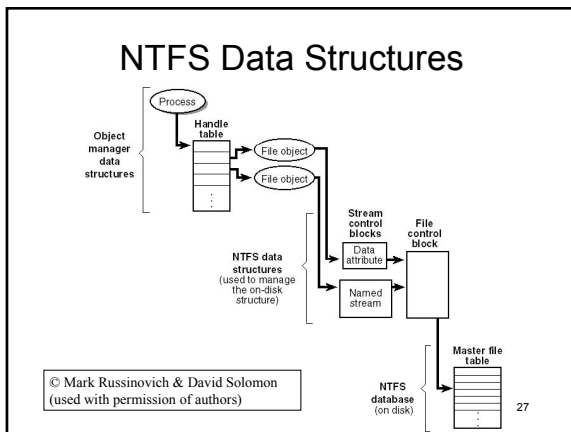 NTFS Data Structures
Process
Object
manager
data
structures
Handle
table
File object
File object
NTFS data
structures
(used to manage
the on-disk
structure)
Stream
control
blocks
Data
attribute
Named
stream
File
control
block
Master file
table
NTFS
database
(on disk)
© Mark Russinovich & David Solomon
(used with permission of authors)
27